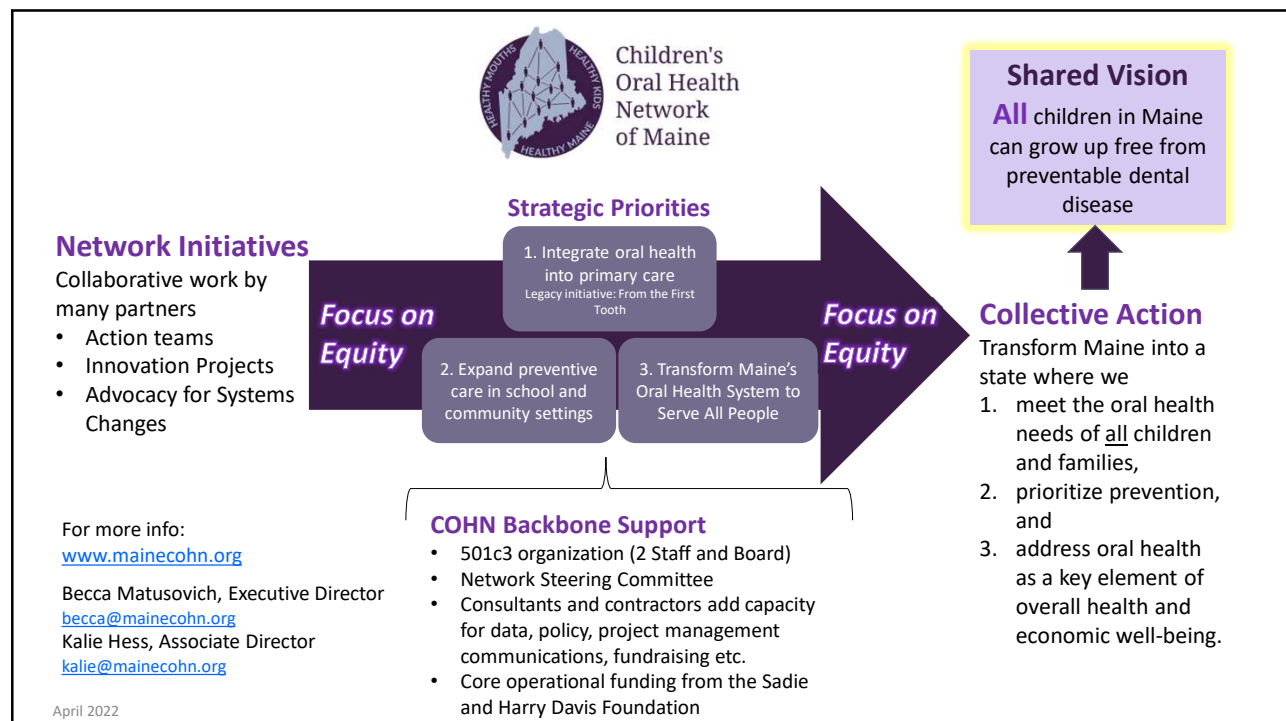 HEALTHY MOUTHS
HEALTHY KIDS
HEALTHY MAINE
Children's
Oral Health
Network
of Maine
Shared Vision
All children in Maine
can grow up free from
preventable dental
disease
Network Initiatives
Collaborative work by
many partners
• Action teams
• Innovation Projects
• Advocacy for Systems
Changes
Strategic Priorities
Focus on
Equity
1. Integrate oral health
into primary care
Legacy initiative: From the First
Tooth
2. Expand preventive
care in school and
community settings
3. Transform Maine’s
Oral Health System to
Serve All People
Focus on
Equity
Collective Action
Transform Maine into a
state where we
1. meet the oral health
needs of all children
and families,
2. prioritize prevention,
and
3. address oral health
as a key element of
overall health and
economic well-being.
COHN Backbone Support
• 501c3 organization (2 Staff and Board)
• Network Steering Committee
• Consultants and contractors add capacity
for data, policy, project management
communications, fundraising etc.
• Core operational funding from the Sadie
and Harry Davis Foundation
For more info:
www.mainecohn.org
Becca Matusovich, Executive Director
becca@mainecohn.org
Kalie Hess, Associate Director
kalie@mainecohn.org
April 2022